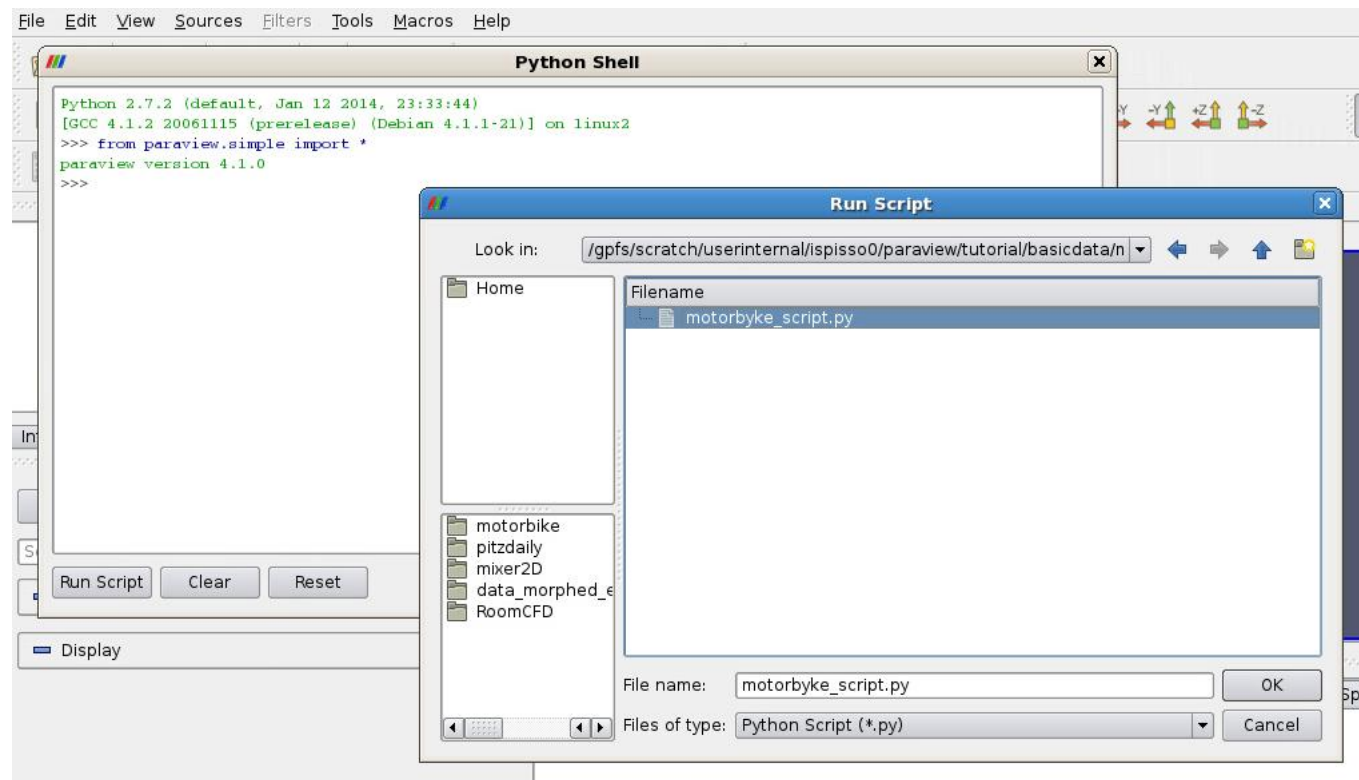 File Edit View Sources Filters Tools Macros Help
Python Shell
Python 2.7.2 (default, Jan 12 2014, 23:33:44)
[GCC 4.1.2 20061115 (prerelease) (Debian 4.1.1-21)] on linux2
>>> from paraview.simple import *
paraview version 4.1.0
>>>
-Y +Z -Z
Run Script
Look in: /gpfs/scratch/userinternal/ispisso0/paraview/tutorial/basicdata/n
Home
Filename
motorbyke_script.py
motorbike
pitzdaily
mixer2D
data_morphed_e
RoomCFD
Run Script Clear Reset
Display
File name: motorbyke_script.py OK
Files of type: Python Script (*.py) Cancel